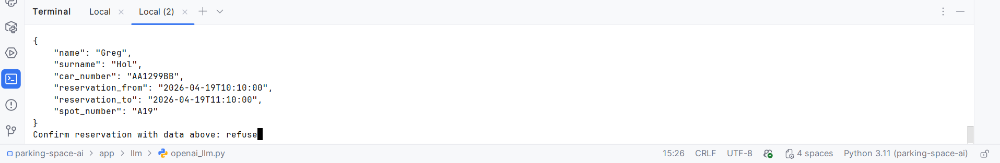 Terminal Local Local (2)
{
    "name": "Greg",
    "surname": "Hol",
    "car_number": "AA1299BB",
    "reservation_from": "2026-04-19T10:10:00",
    "reservation_to": "2026-04-19T11:10:00",
    "spot_number": "A19"
}
Confirm reservation with data above: refuse
parking-space-ai > app > llm > openai_llm.py 15:26 CRLF UTF-8 4 spaces Python 3.11 (parking-space-ai)